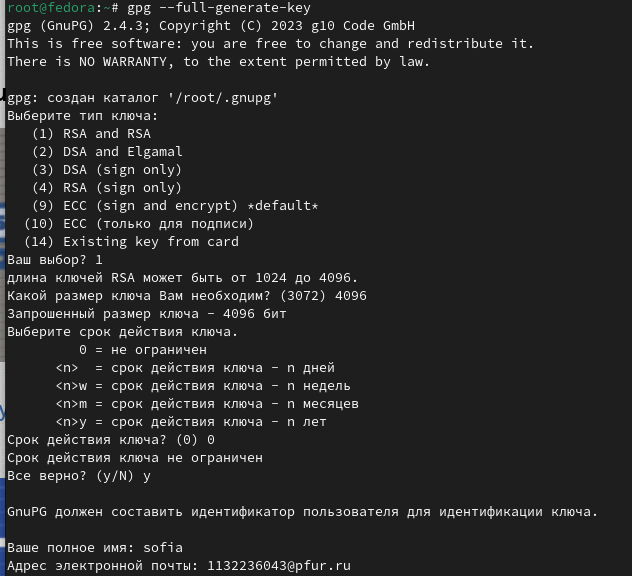 root@fedora:~# gpg --full-generate-key
gpg (GnuPG) 2.4.3; Copyright (C) 2023 g10 Code GmbH
This is free software: you are free to change and redistribute it.
There is NO WARRANTY, to the extent permitted by law.
gpg: создан каталог '/root/.gnupg'
Выберите тип ключа:
(1) RSA and RSA
(2) DSA and Elgamal
(3) DSA (sign only)
(4) RSA (sign only)
(9) ECC (sign and encrypt) *default*
(10) ECC (только для подписи)
(14) Existing key from card
Ваш выбор? 1
длина ключей RSA может быть от 1024 до 4096.
Какой размер ключа Вам необходим? (3072) 4096
Запрошенный размер ключа - 4096 бит
Выберите срок действия ключа.
0 = не ограничен
<n>  = срок действия ключа - n дней
<n>w = срок действия ключа - n недель
<n>m = срок действия ключа - n месяцев
<n>y = срок действия ключа - n лет
Срок действия ключа? (0) 0
Срок действия ключа не ограничен
Все верно? (y/N) y
GnuPG должен составить идентификатор пользователя для идентификации ключа.
Ваше полное имя: sofia
Адрес электронной почты: 1132236043@pfur.ru